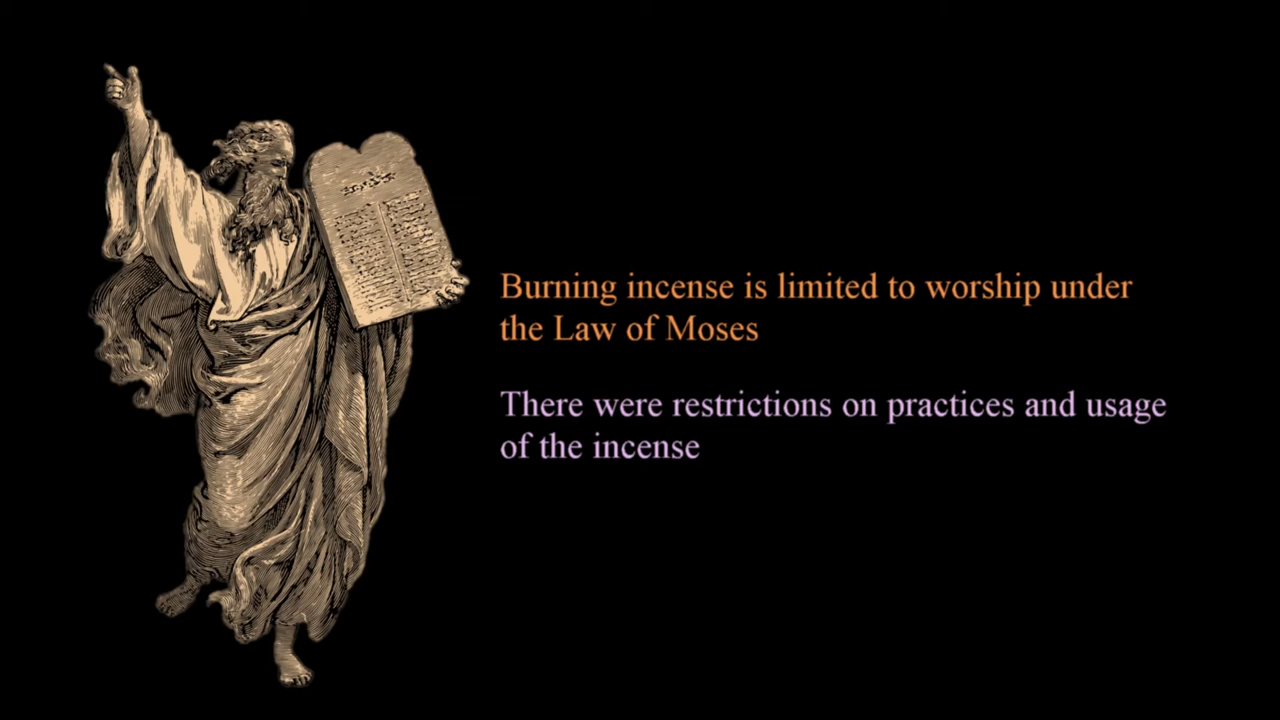 Burning incense is limited to worship under
the Law of Moses
There were restrictions on practices and usage
of the incense